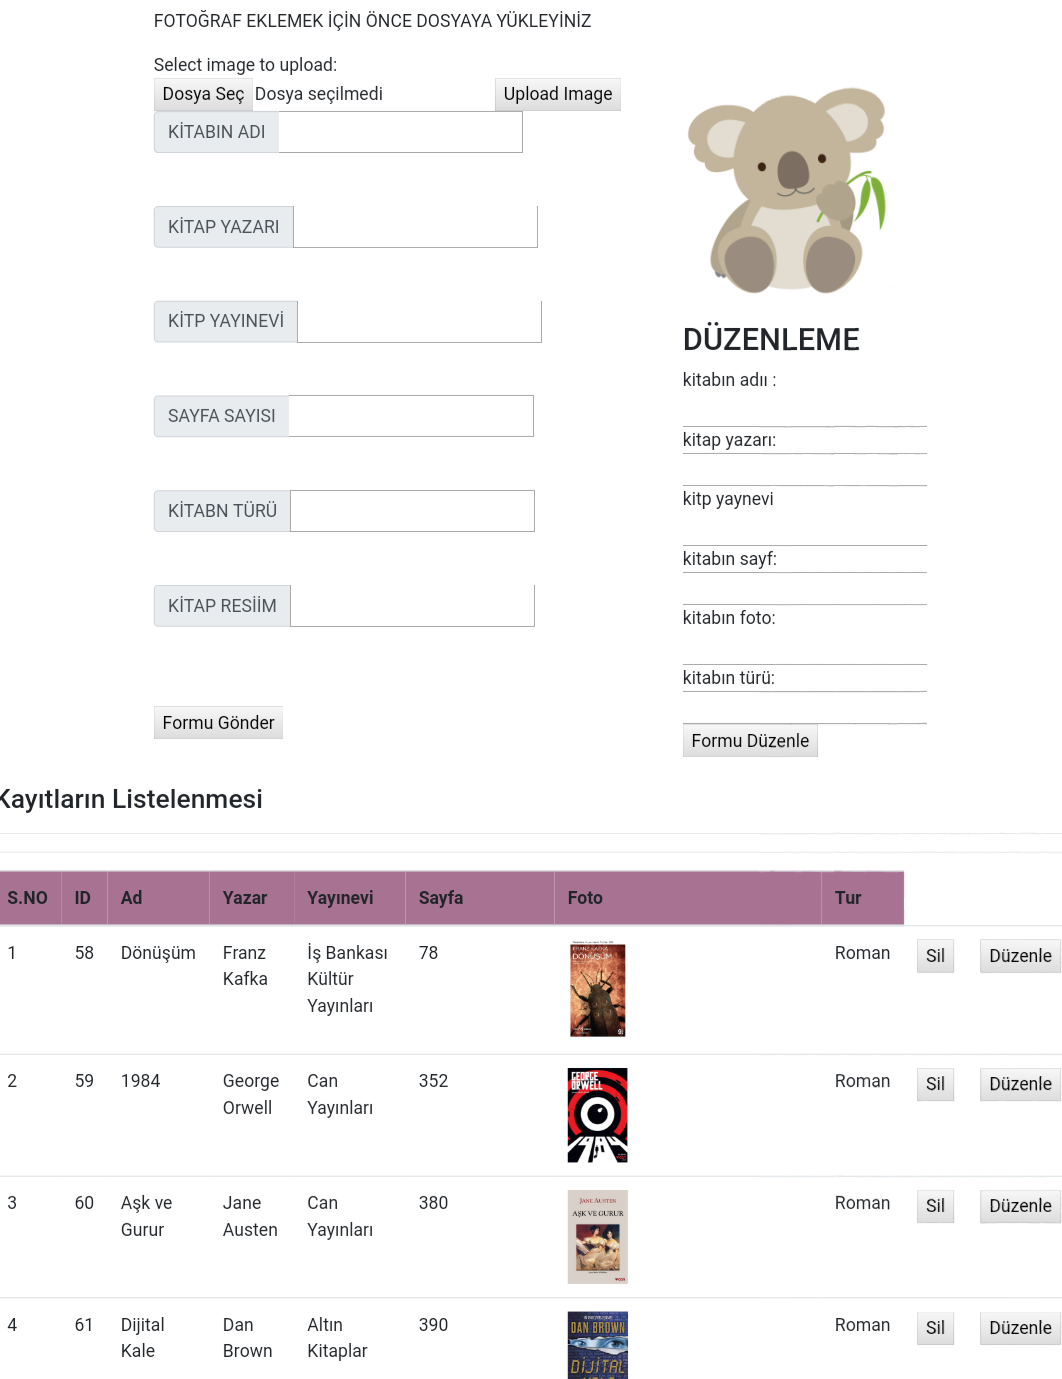 FOTOĞRAF EKLEMEK İÇİN ÖNCE DOSYAYA YÜKLEYİNİZ
Select image to upload:
Dosya Seç Dosya seçilmedi Upload Image
KİTABIN ADI
KİTAP YAZARI
KİTP YAYINEVİ
SAYFA SAYISI
KİTABN TÜRÜ
KİTAP RESİİM
Formu Gönder
DÜZENLEME
kitabın adıı :
kitap yazarı:
kitp yaynevi
kitabın sayf:
kitabın foto:
kitabın türü:
Formu Düzenle
Kayıtların Listelenmesi
S.NO ID Ad Yazar Yayınevi Sayfa Foto Tur
1 58 Dönüşüm Franz Kafka İş Bankası Kültür Yayınları 78 Roman Sil Düzenle
FRANZ KAFKA
DÖNÜŞÜM
2 59 1984 George Orwell Can Yayınları 352 Roman Sil Düzenle
GEORGE
ORWELL
1984
3 60 Aşk ve Gurur Jane Austen Can Yayınları 380 Roman Sil Düzenle
JANE AUSTEN
AŞK VE GURUR
4 61 Dijital Kale Dan Brown Altın Kitaplar 390 Roman Sil Düzenle
DAN BROWN
DİJİTAL